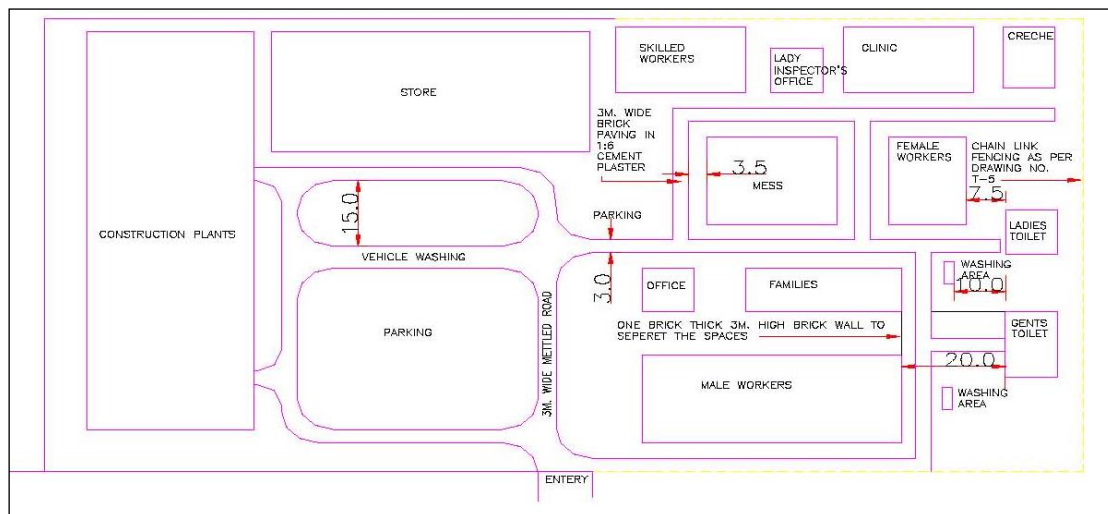 SKILLED
WORKERS
LADY
INSPECTOR'S
OFFICE
CLINIC
CRECHE
STORE
3M. WIDE
BRICK
PAVING IN
1:6
CEMENT
PLASTER
3.5
MESS
FEMALE
WORKERS
CHAIN LINK
FENCING AS PER
DRAWING NO.
T-5
7.5
15.0
PARKING
LADIES
TOILET
CONSTRUCTION PLANTS
VEHICLE WASHING
3.0
OFFICE
FAMILIES
WASHING
AREA
10.0
PARKING
3M. WIDE METTLED ROAD
ONE BRICK THICK 3M. HIGH BRICK WALL TO
SEPERET THE SPACES
GENTS
TOILET
20.0
MALE WORKERS
WASHING
AREA
ENTERY